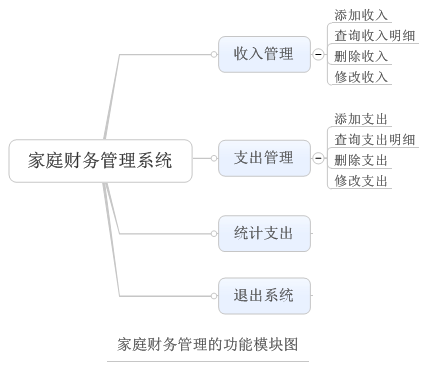 家庭财务管理系统
收入管理
添加收入
查询收入明细
删除收入
修改收入
支出管理
添加支出
查询支出明细
删除支出
修改支出
统计支出
退出系统
家庭财务管理的功能模块图